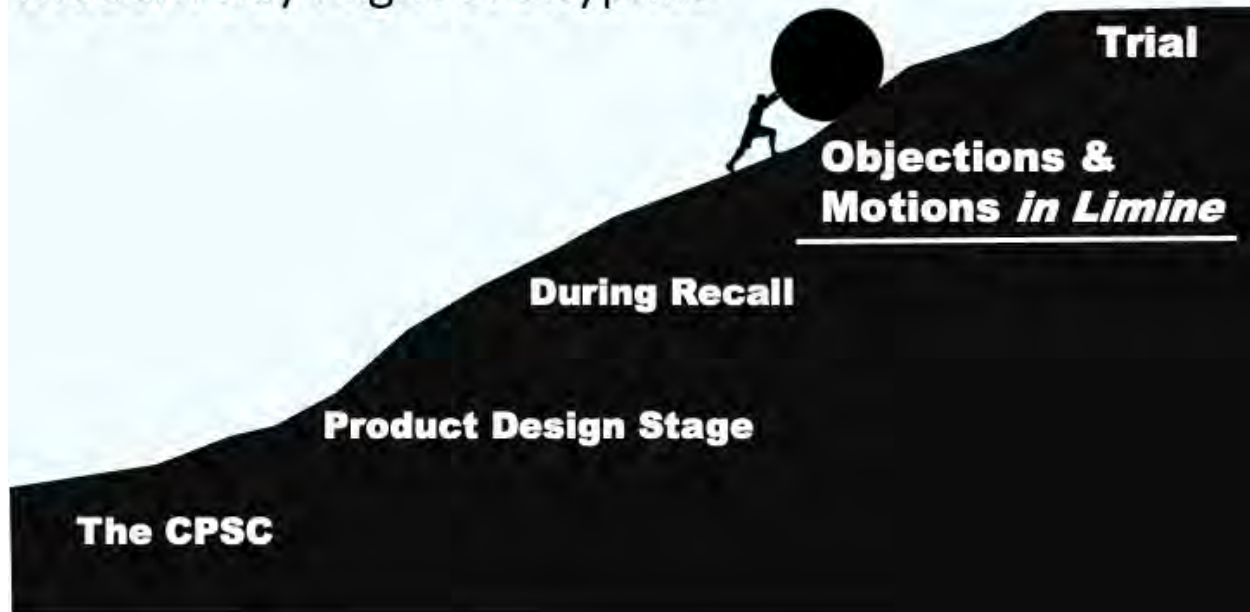 Trial
Objections &
Motions in Limine
During Recall
Product Design Stage
The CPSC